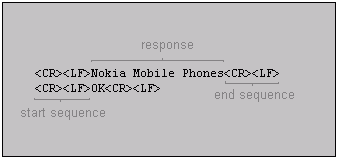 response
<CR><LF>Nokia Mobile Phones<CR><LF>
<CR><LF>OK<CR><LF>
end sequence
start sequence